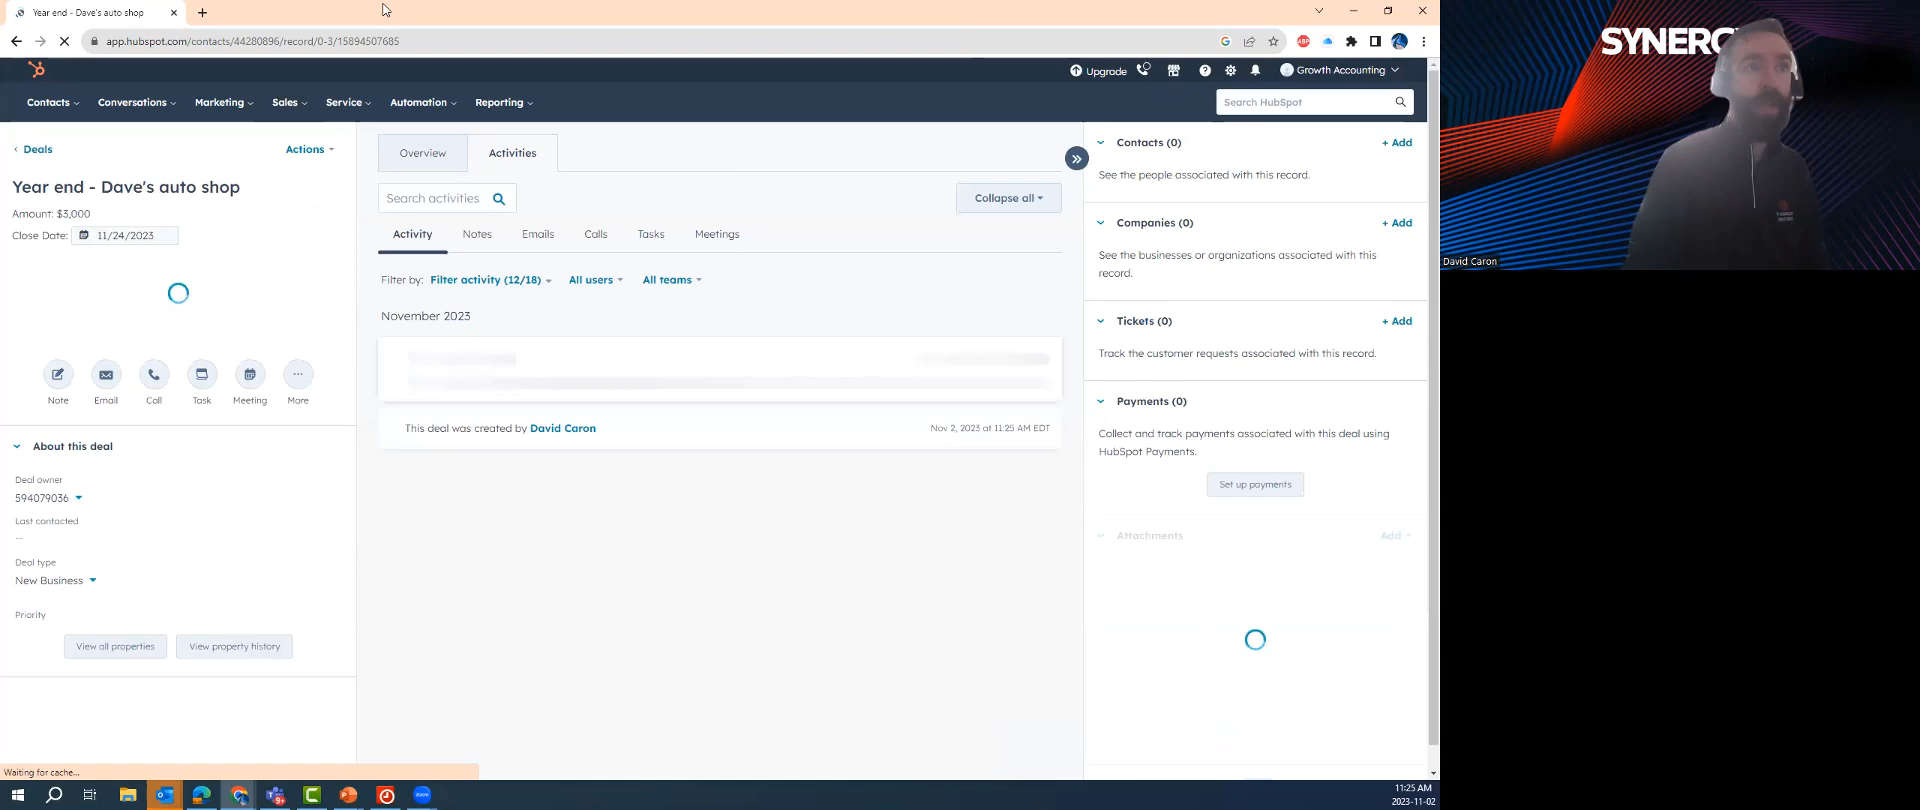 Year end - Dave's auto shop
app.hubspot.com/contacts/44280896/record/0-3/15894507685
Upgrade
Growth Accounting
Contacts
Conversations
Marketing
Sales
Service
Automation
Reporting
Search HubSpot
Deals
Actions
Year end - Dave's auto shop
Amount: $3,000
Close Date: 11/24/2023
Note
Email
Call
Task
Meeting
More
About this deal
Deal owner
594079036
Last contacted
--
Deal type
New Business
Priority
View all properties
View property history
Overview
Activities
Search activities
Collapse all
Activity
Notes
Emails
Calls
Tasks
Meetings
Filter by:
Filter activity (12/18)
All users
All teams
November 2023
This deal was created by David Caron
Nov 2, 2023 at 11:25 AM EDT
Contacts (0)
+ Add
See the people associated with this record.
Companies (0)
+ Add
See the businesses or organizations associated with this
record.
Tickets (0)
+ Add
Track the customer requests associated with this record.
Payments (0)
Collect and track payments associated with this deal using
HubSpot Payments.
Set up payments
Attachments
Add
Waiting for cache...
11:25 AM
2023-11-02
David Caron